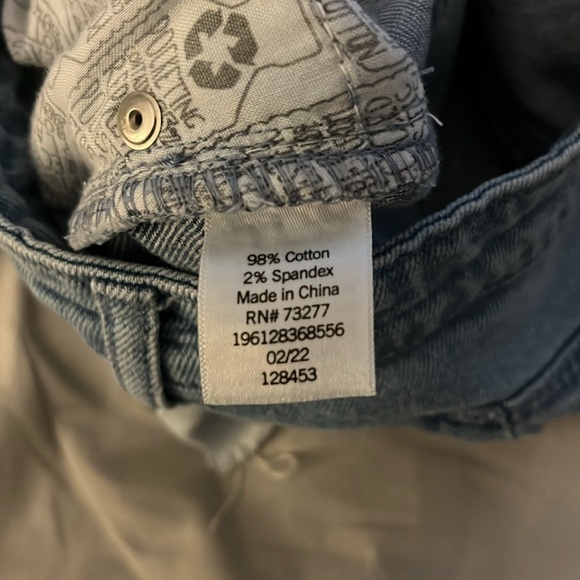 98% Cotton
2% Spandex
Made in China
RN# 73277
196128368556
02/22
128453